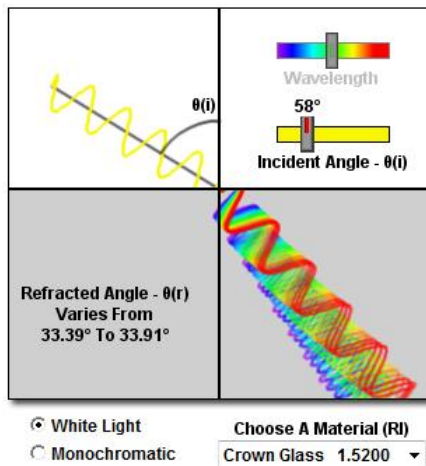 θ(i)
Wavelength
58°
Incident Angle - θ(i)
Refracted Angle - θ(r)
Varies From
33.39° To 33.91°
White Light
Monochromatic
Choose A Material (RI)
Crown Glass 1.5200